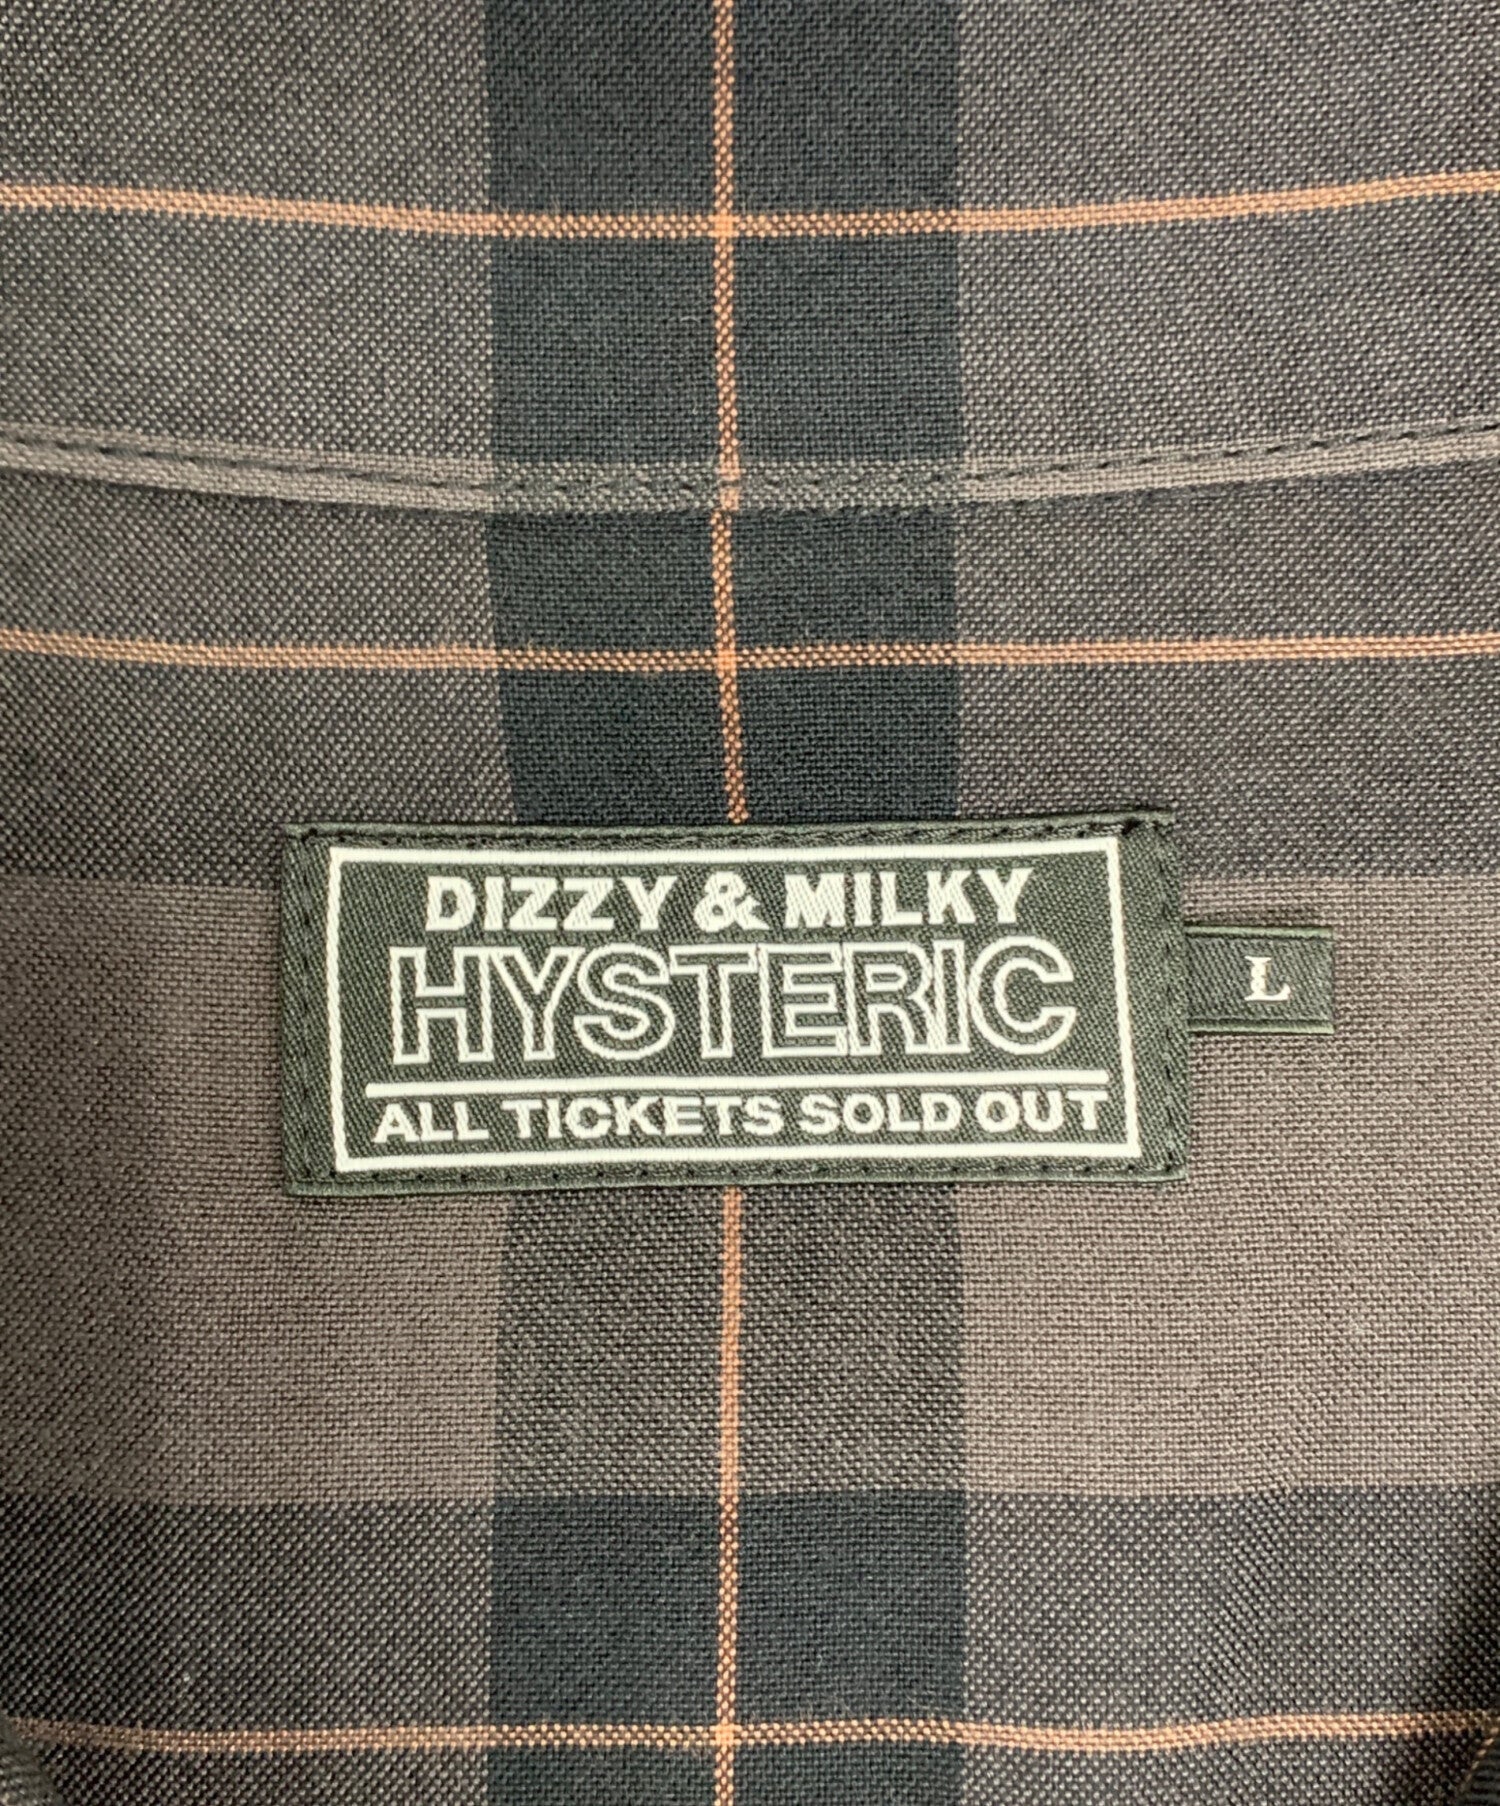 DIZZY & MILKY
HYSTERIC
ALL TICKETS SOLD OUT
L